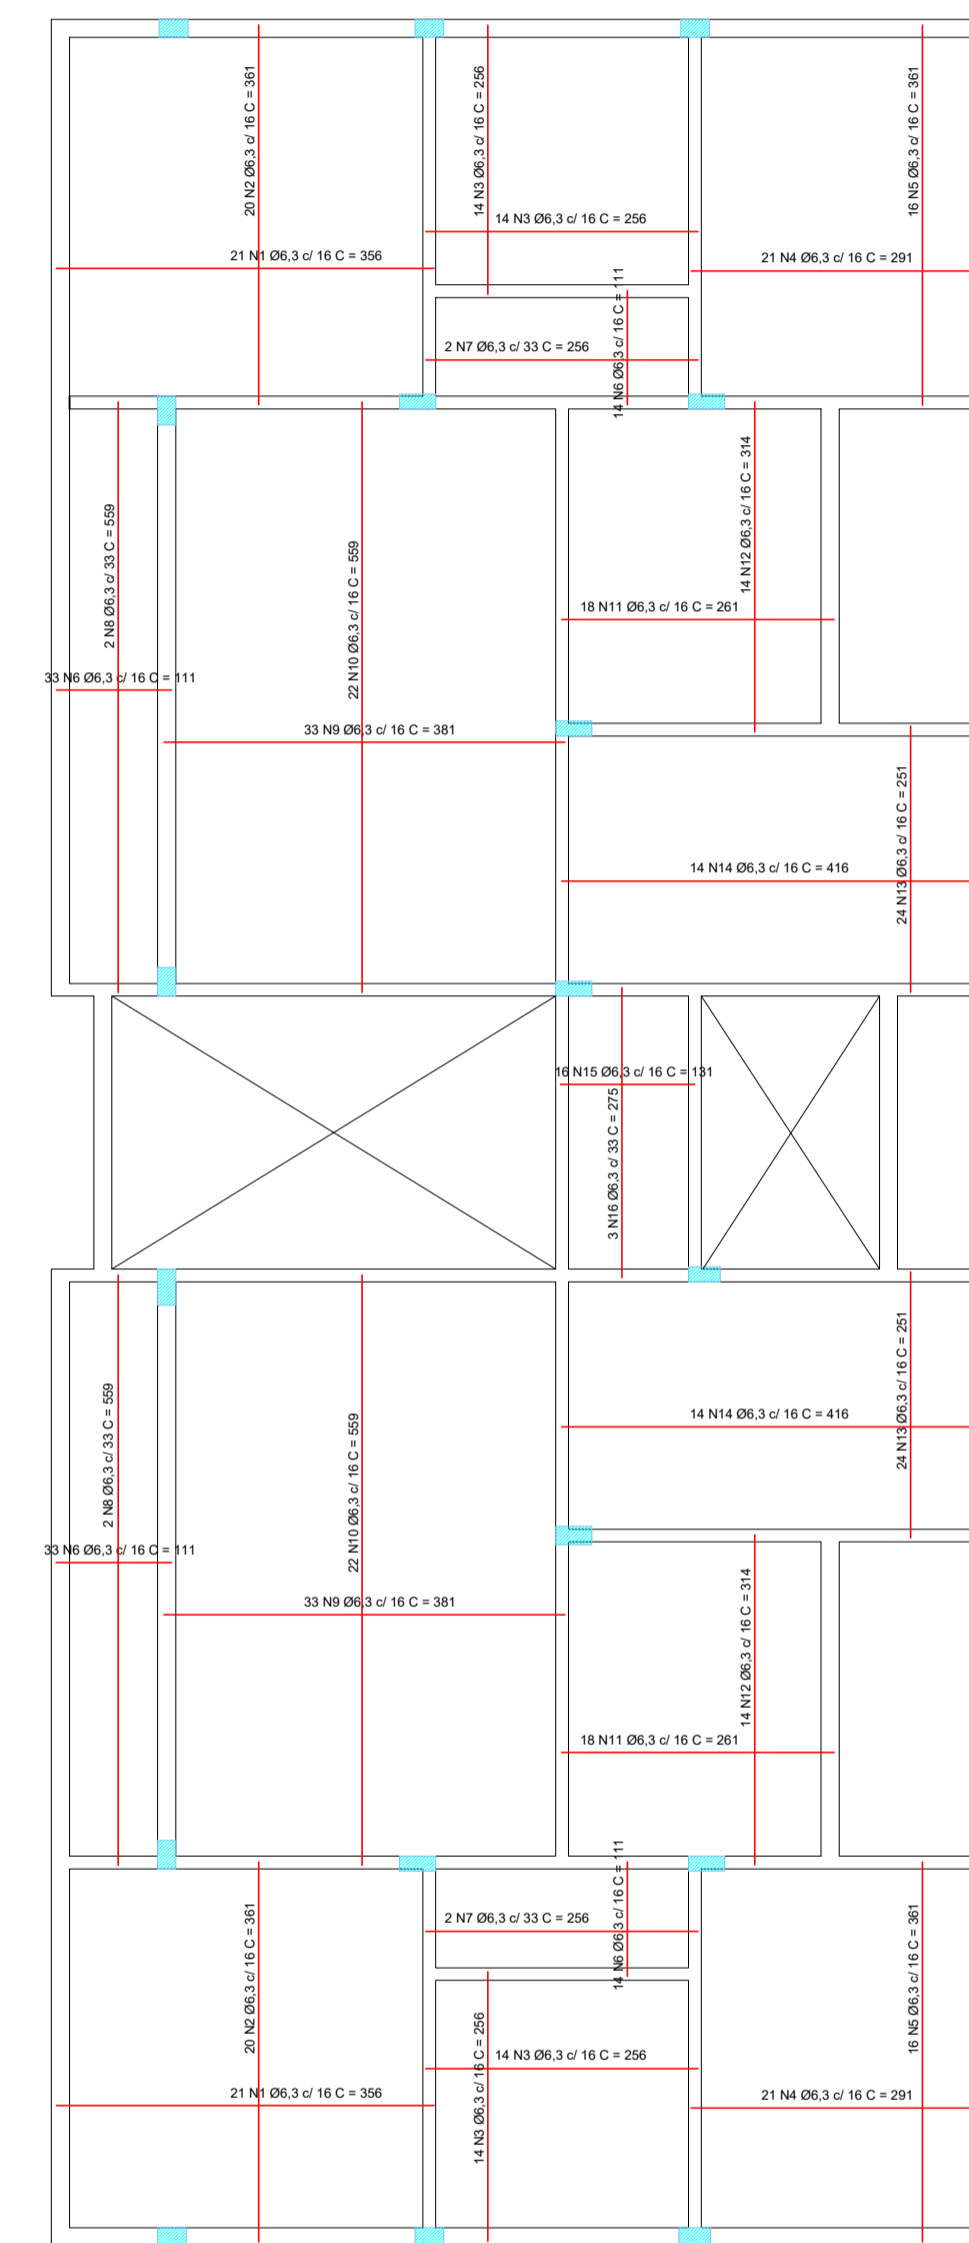 20 N2 Ø6,3 c/ 16 C = 361
14 N3 Ø6,3 c/ 16 C = 256
16 N5 Ø6,3 c/ 16 C = 361
14 N3 Ø6,3 c/ 16 C = 256
21 N1 Ø6,3 c/ 16 C = 356
21 N4 Ø6,3 c/ 16 C = 291
14 N6 Ø6,3 c/ 16 C = 111
2 N7 Ø6,3 c/ 33 C = 256
14 N12 Ø6,3 c/ 16 C = 314
2 N8 Ø6,3 c/ 33 C = 559
22 N10 Ø6,3 c/ 16 C = 559
18 N11 Ø6,3 c/ 16 C = 261
33 N6 Ø6,3 c/ 16 C = 111
33 N9 Ø6,3 c/ 16 C = 381
24 N13 Ø6,3 c/ 16 C = 251
14 N14 Ø6,3 c/ 16 C = 416
16 N15 Ø6,3 c/ 16 C = 131
3 N16 Ø6,3 c/ 33 C = 275
24 N13 Ø6,3 c/ 16 C = 251
2 N8 Ø6,3 c/ 33 C = 559
22 N10 Ø6,3 c/ 16 C = 559
14 N14 Ø6,3 c/ 16 C = 416
33 N6 Ø6,3 c/ 16 C = 111
14 N12 Ø6,3 c/ 16 C = 314
33 N9 Ø6,3 c/ 16 C = 381
18 N11 Ø6,3 c/ 16 C = 261
14 N6 Ø6,3 c/ 16 C = 111
20 N2 Ø6,3 c/ 16 C = 361
2 N7 Ø6,3 c/ 33 C = 256
16 N5 Ø6,3 c/ 16 C = 361
14 N3 Ø6,3 c/ 16 C = 256
14 N3 Ø6,3 c/ 16 C = 256
21 N1 Ø6,3 c/ 16 C = 356
21 N4 Ø6,3 c/ 16 C = 291